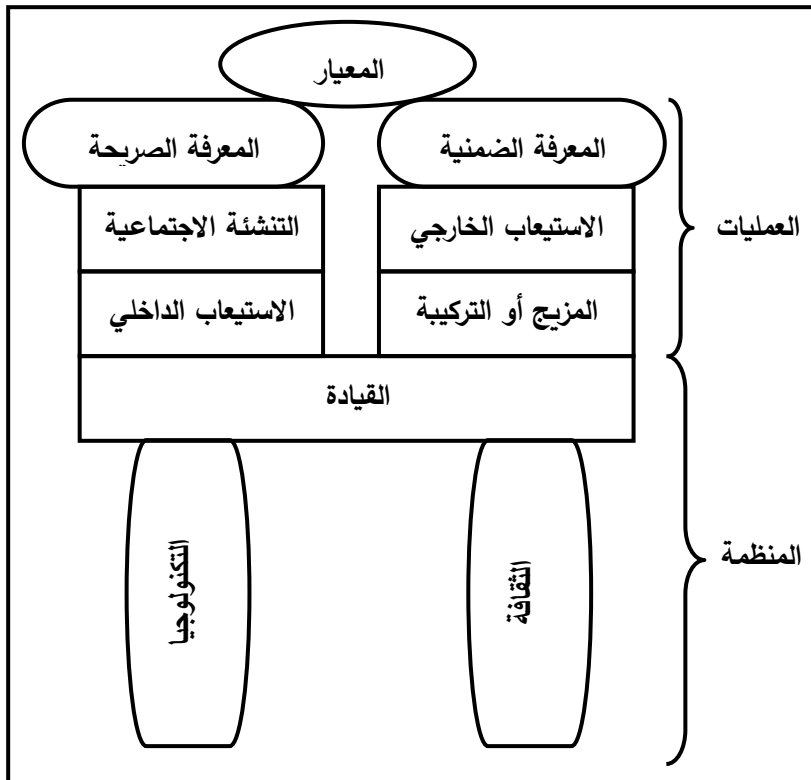 المعيار
المعرفة الضمنية
المعرفة الصريحة
العمليات
الاستيعاب الخارجي
التنشئة الاجتماعية
المزيج أو التركيبة
الاستيعاب الداخلي
القيادة
المنظمة
الثقافة
التكنولوجيا